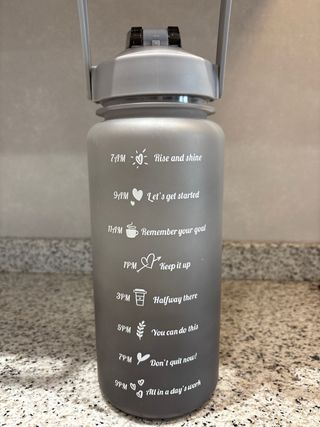 7AM Rise and shine
9AM Let's get started
11AM Remember your goal
1PM Keep it up
3PM Halfway there
5PM You can do this
7PM Don't quit now!
9PM All in a day's work